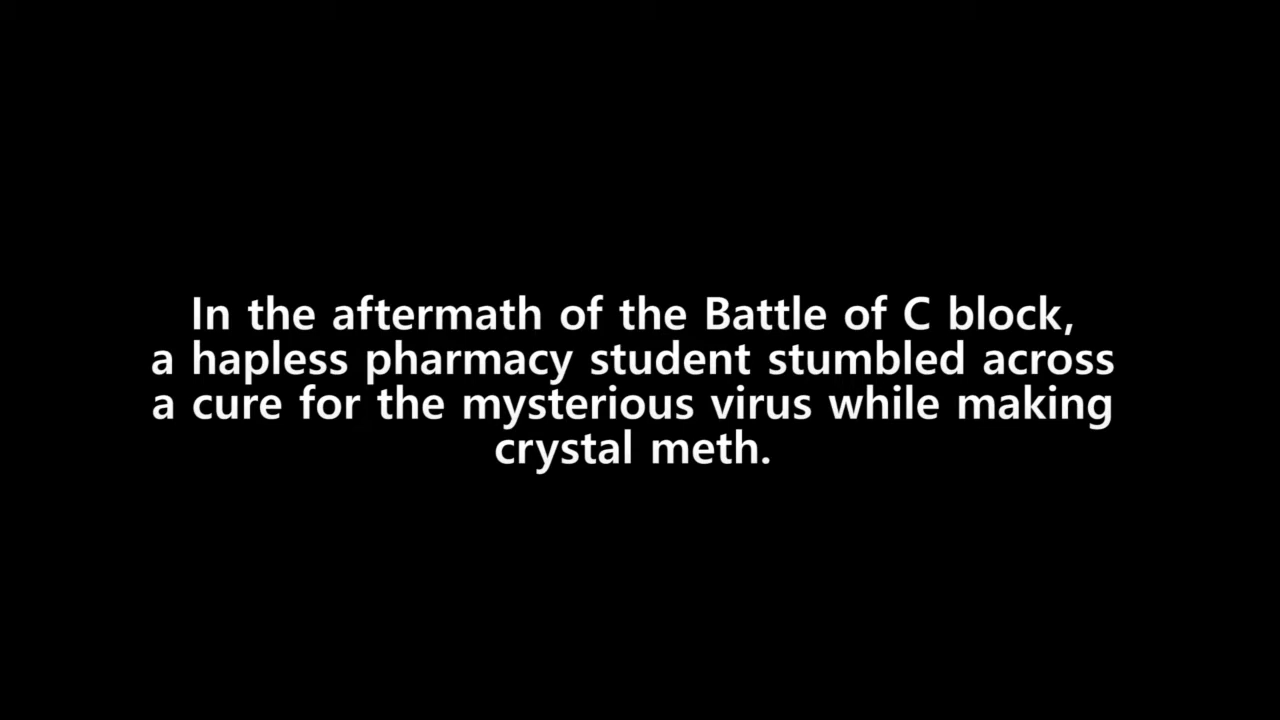 In the aftermath of the Battle of C block,
a hapless pharmacy student stumbled across
a cure for the mysterious virus while making
crystal meth.